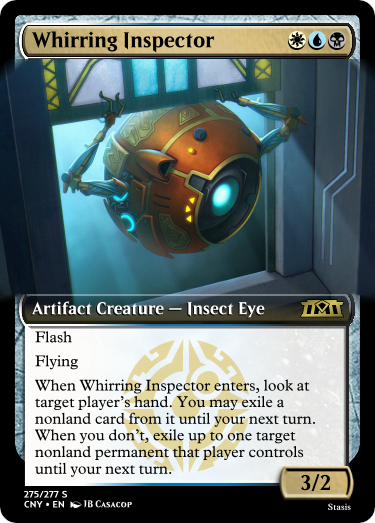 Whirring Inspector
Artifact Creature — Insect Eye
Flash
Flying
When Whirring Inspector enters, look at
target player's hand. You may exile a
nonland card from it until your next turn.
When you don't, exile up to one target
nonland permanent that player controls
until your next turn.
3/2
275/277 S
CNY • EN JB Casacop
Stasis